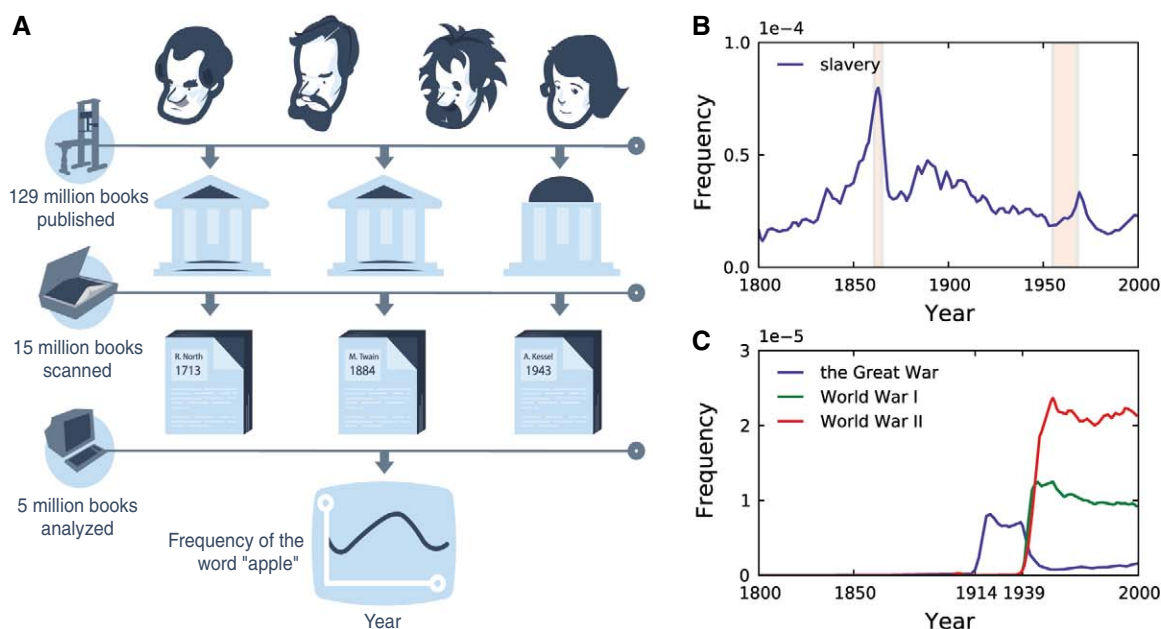 A
129 million books
published
15 million books
scanned
R. North
1713
M. Twain
1884
A. Kessel
1943
5 million books
analyzed
Frequency of the
word "apple"
Year
B
1e−4
1.0
0.5
0.0
Frequency
slavery
1800
1850
1900
1950
2000
Year
C
1e−5
3
2
1
0
Frequency
the Great War
World War I
World War II
1800
1850
1914
1939
2000
Year